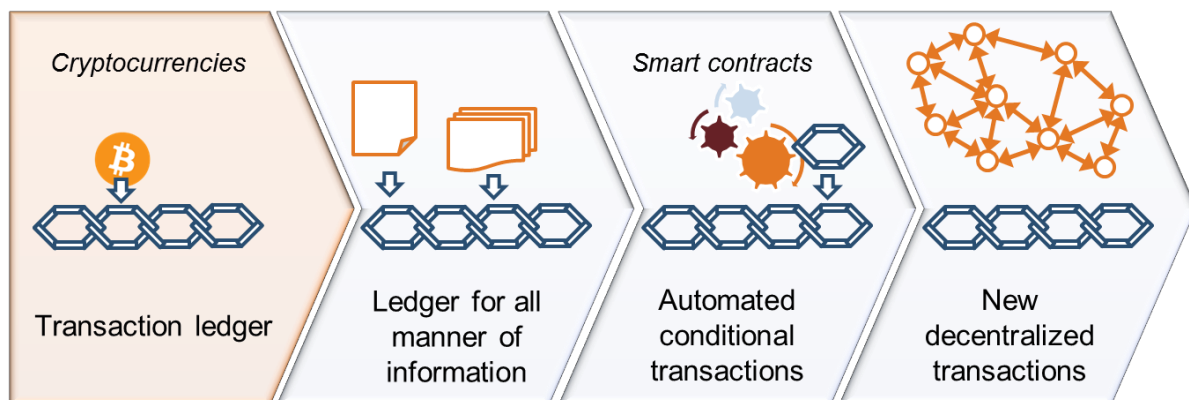 Cryptocurrencies
₿
Transaction ledger
Ledger for all
manner of
information
Smart contracts
Automated
conditional
transactions
New
decentralized
transactions